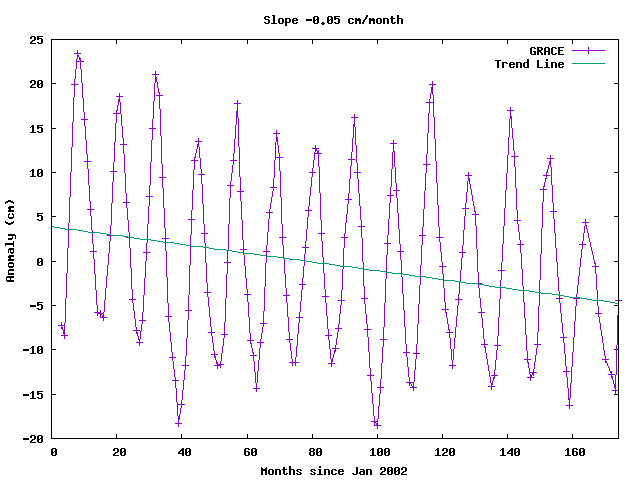 Slope -0.05 cm/month
GRACE
Trend Line
25
20
15
10
5
0
-5
-10
-15
-20
Anomaly (cm)
0 20 40 60 80 100 120 140 160
Months since Jan 2002